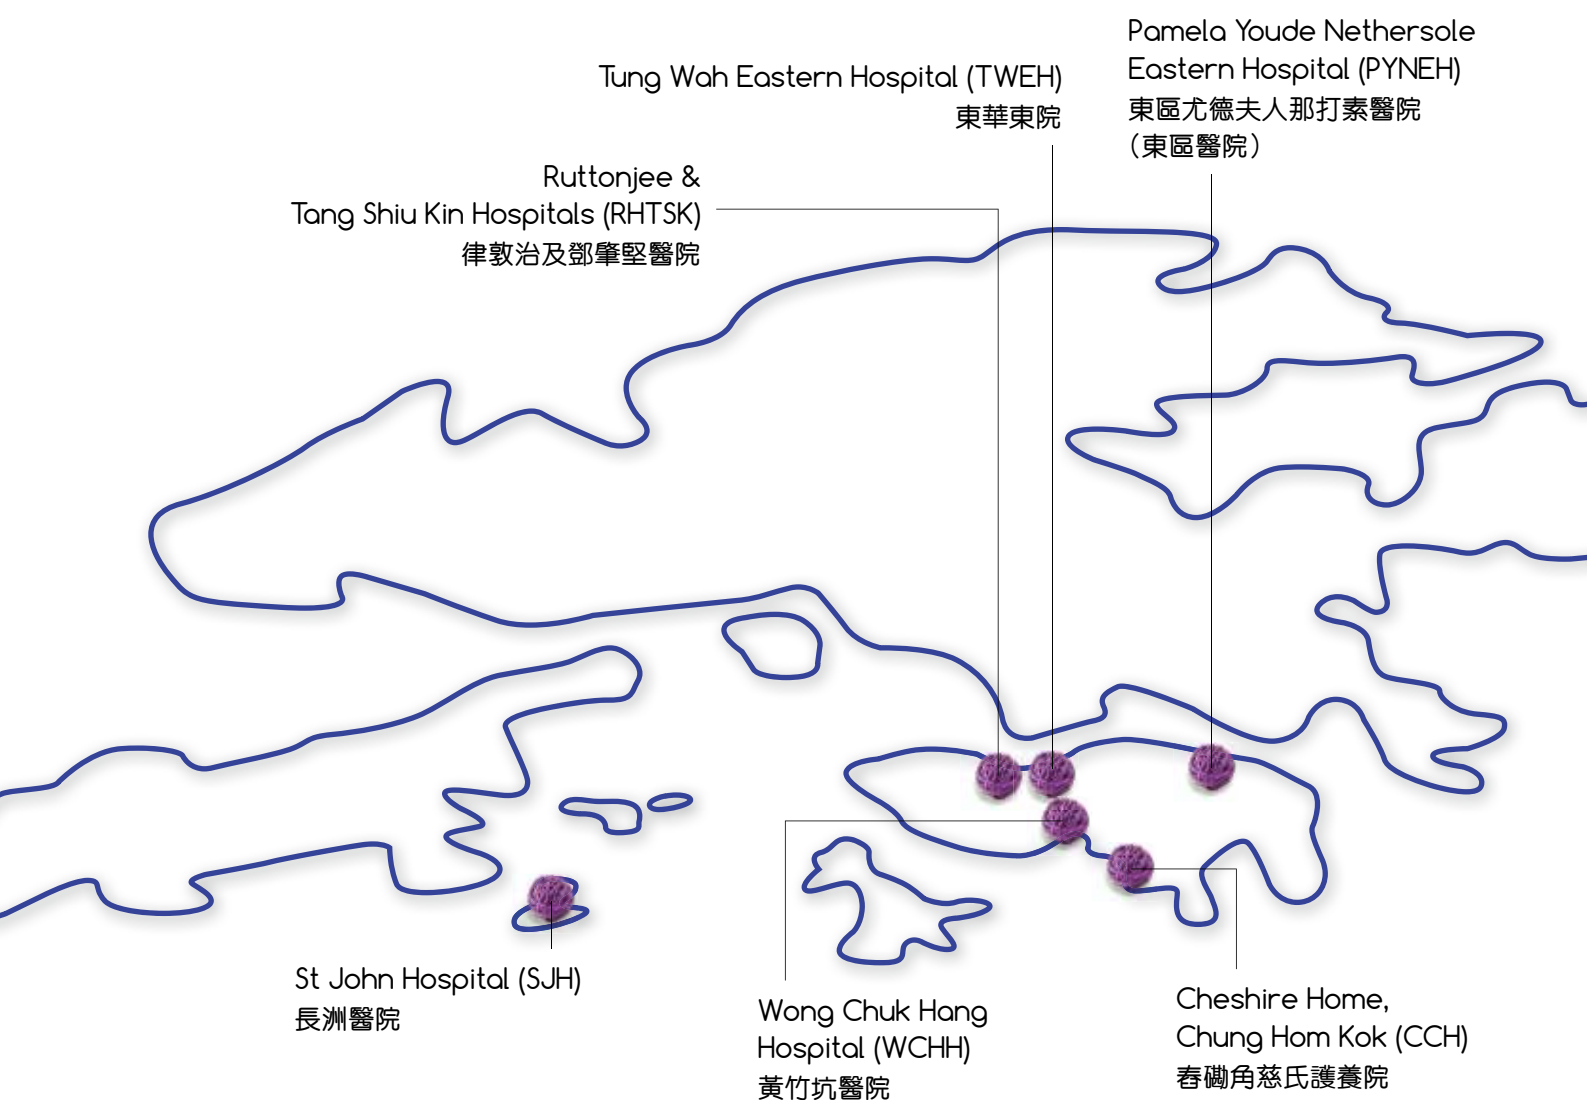 Pamela Youde Nethersole
Eastern Hospital (PYNEH)
東區尤德夫人那打素醫院
（東區醫院）
Tung Wah Eastern Hospital (TWEH)
東華東院
Ruttonjee &
Tang Shiu Kin Hospitals (RHTSK)
律敦治及鄧肇堅醫院
St John Hospital (SJH)
長洲醫院
Wong Chuk Hang
Hospital (WCHH)
黃竹坑醫院
Cheshire Home,
Chung Hom Kok (CCH)
舂磡角慈氏護養院